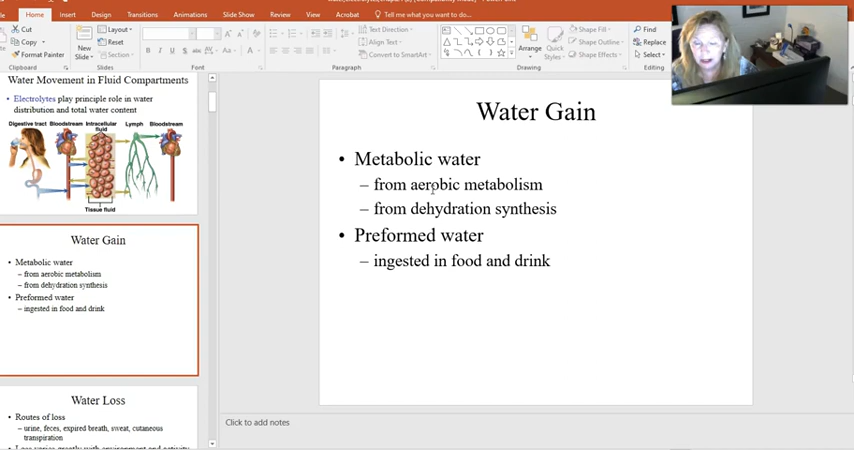 Home Insert Design Transitions Animations Slide Show Review View Acrobat Tell me what you want to do...
Cut
Copy
Format Painter
Clipboard
New
Slide
Layout
Reset
Section
Slides
B I U S abc AV Aa A
Font
Paragraph
Text Direction
Align Text
Convert to SmartArt
Arrange
Quick
Styles
Drawing
Shape Fill
Shape Outline
Shape Effects
Find
Replace
Select
Editing
Water Movement in Fluid Compartments
• Electrolytes play principle role in water
distribution and total water content
Digestive tract Bloodstream Intracellular
fluid Lymph Bloodstream
Tissue fluid
Water Gain
• Metabolic water
– from aerobic metabolism
– from dehydration synthesis
• Preformed water
– ingested in food and drink
Water Loss
• Routes of loss
– urine, feces, expired breath, sweat, cutaneous
transpiration
Water Gain
• Metabolic water
– from aerobic metabolism
– from dehydration synthesis
• Preformed water
– ingested in food and drink
Click to add notes